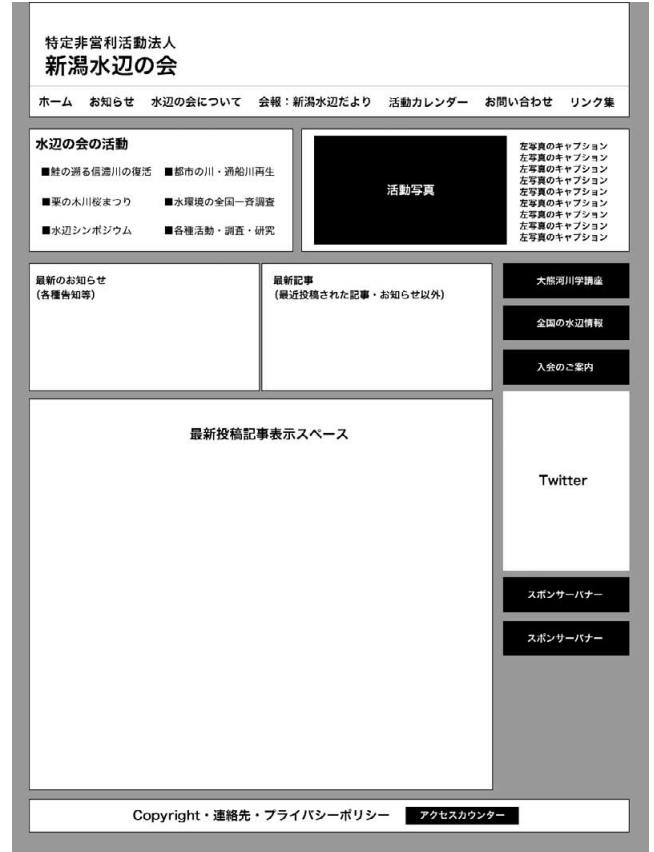 特定非営利活動法人
新潟水辺の会
ホーム お知らせ 水辺の会について 会報：新潟水辺だより 活動カレンダー お問い合わせ リンク集
水辺の会の活動
■鮭の遡る信濃川の復活 ■都市の川・通船川再生
■栗の木川桜まつり ■水環境の全国一斉調査
■水辺シンポジウム ■各種活動・調査・研究
活動写真
左写真のキャプション
左写真のキャプション
左写真のキャプション
左写真のキャプション
左写真のキャプション
左写真のキャプション
左写真のキャプション
左写真のキャプション
左写真のキャプション
最新のお知らせ
(各種告知等)
最新記事
(最近投稿された記事・お知らせ以外)
大熊河川学講座
全国の水辺情報
入会のご案内
最新投稿記事表示スペース
Twitter
スポンサーバナー
スポンサーバナー
Copyright・連絡先・プライバシーポリシー アクセスカウンター